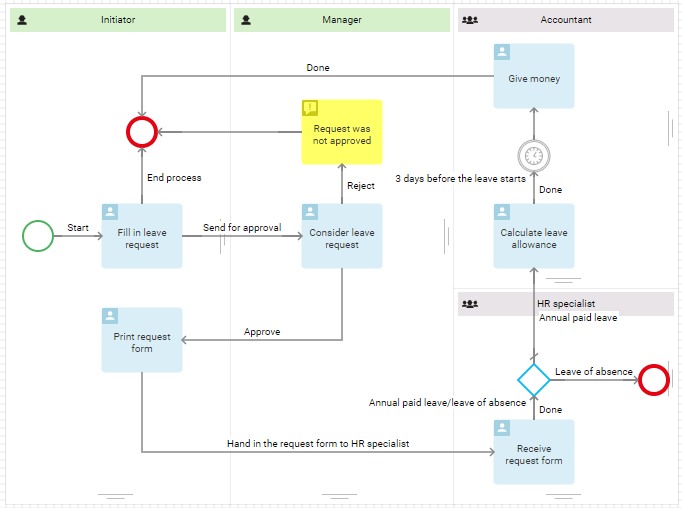 Initiator
Manager
Accountant
Done
Give money
Request was
not approved
End process
Reject
3 days before the leave starts
Done
Start
Fill in leave
request
Send for approval
Consider leave
request
Calculate leave
allowance
HR specialist
Annual paid leave
Print request
form
Approve
Leave of absence
Annual paid leave/leave of absence
Done
Hand in the request form to HR specialist
Receive
request form